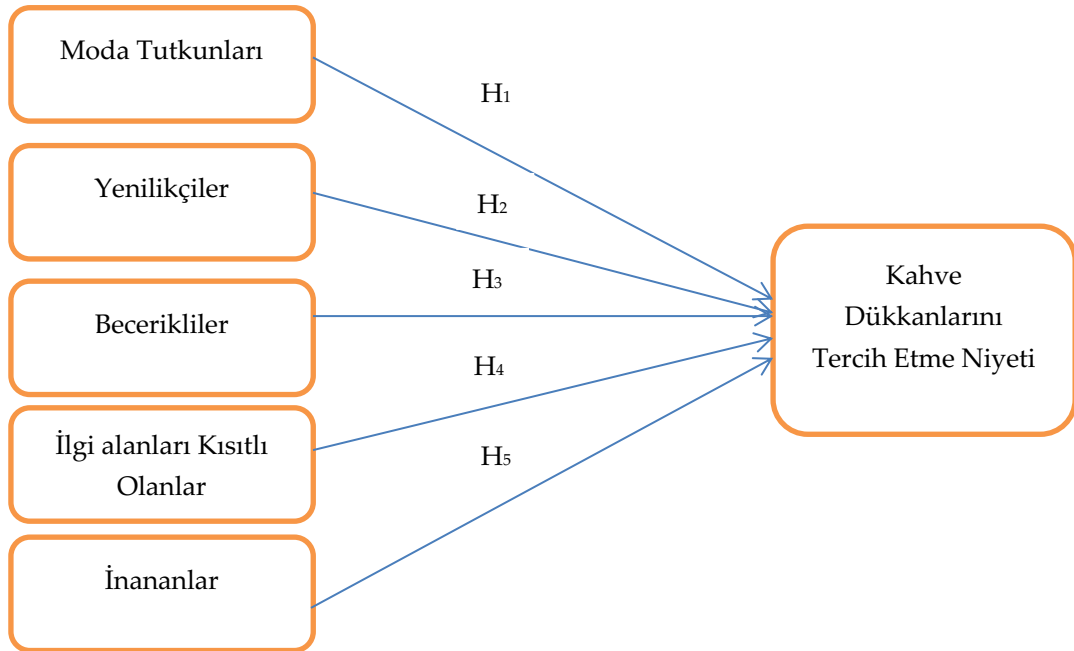 Moda Tutkunları
H1
Yenilikçiler
H2
Kahve
Dükkanlarını
Tercih Etme Niyeti
H3
Becerikliler
H4
İlgi alanları Kısıtlı
Olanlar
H5
İnananlar